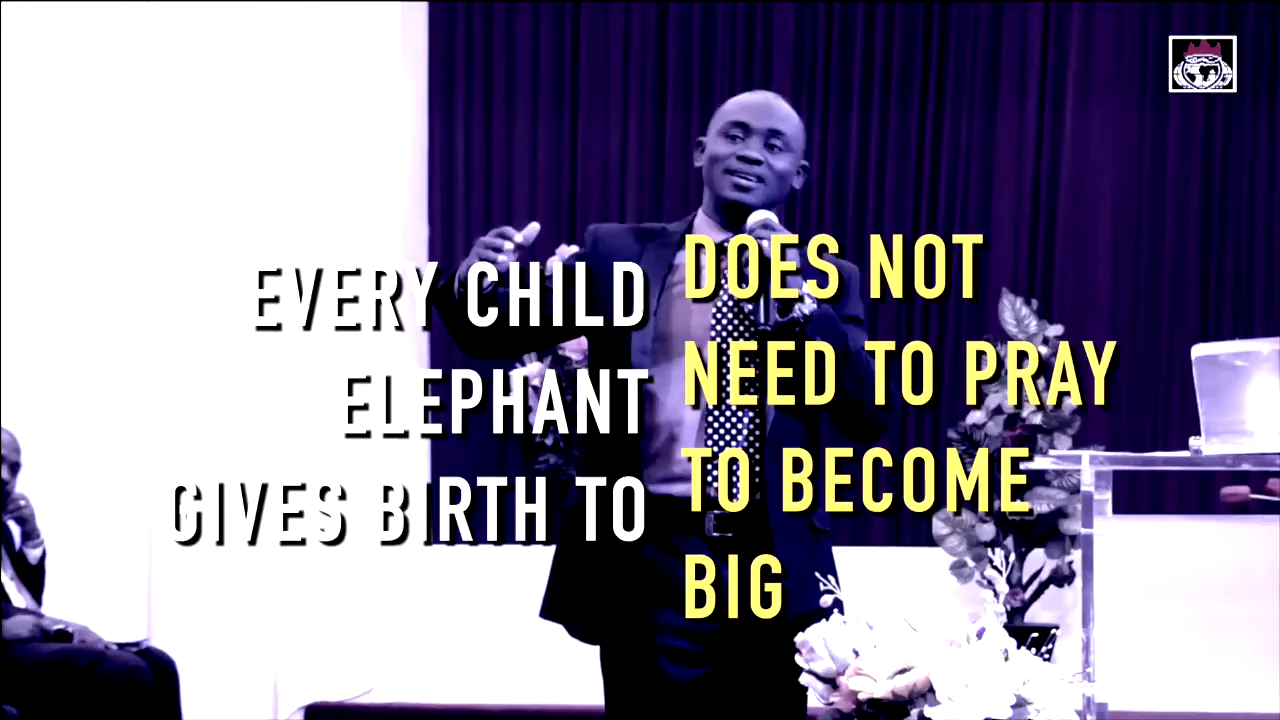 EVERY CHILD
ELEPHANT
GIVES BIRTH TO
DOES NOT
NEED TO PRAY
TO BECOME
BIG